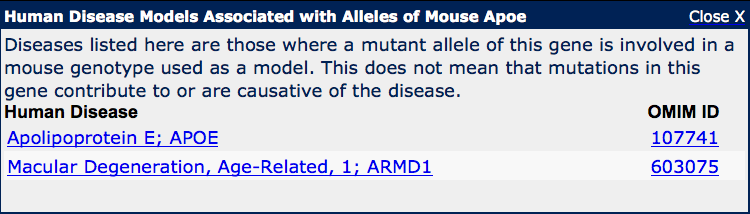 Human Disease Models Associated with Alleles of Mouse Apoe Close X
Diseases listed here are those where a mutant allele of this gene is involved in a
mouse genotype used as a model. This does not mean that mutations in this
gene contribute to or are causative of the disease.
Human Disease OMIM ID
Apolipoprotein E; APOE 107741
Macular Degeneration, Age-Related, 1; ARMD1 603075